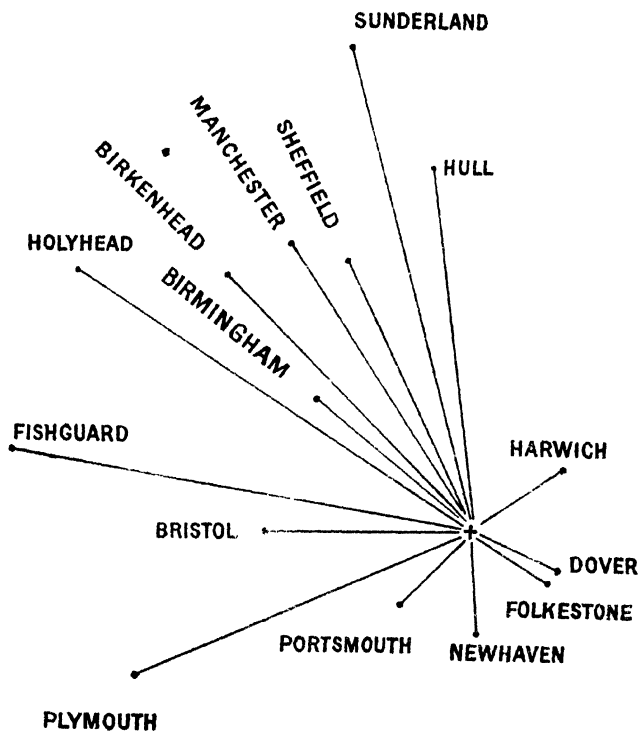 SUNDERLAND
HULL
SHEFFIELD
MANCHESTER
BIRKENHEAD
HOLYHEAD
BIRMINGHAM
FISHGUARD
HARWICH
BRISTOL
DOVER
FOLKESTONE
PORTSMOUTH
NEWHAVEN
PLYMOUTH